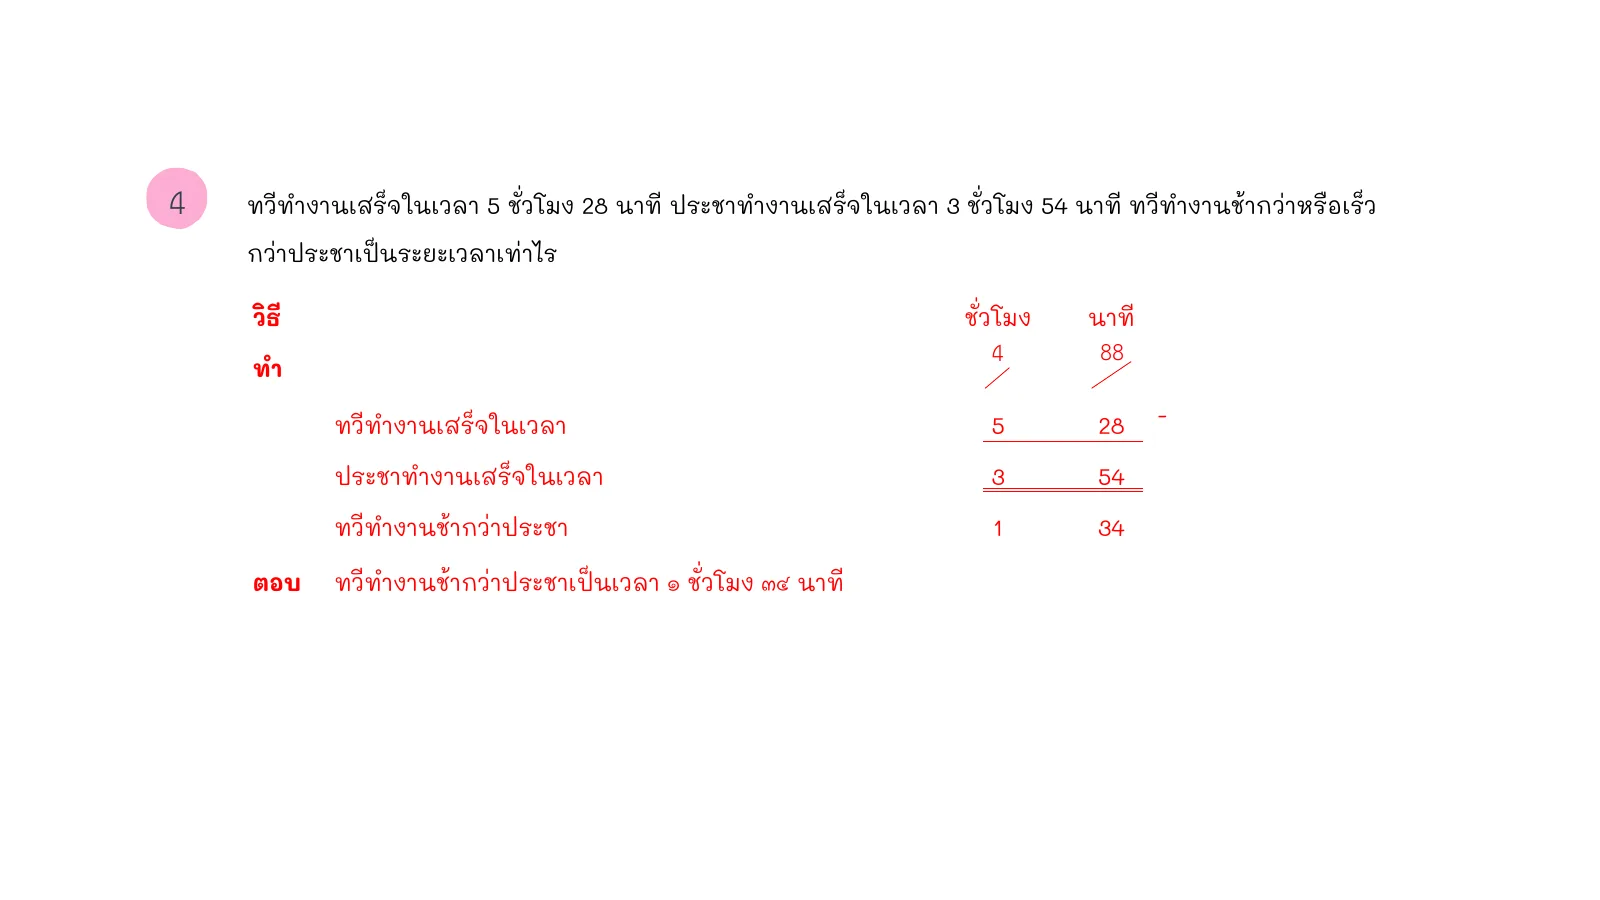 4 ทวีทำงานเสร็จในเวลา 5 ชั่วโมง 28 นาที ประชาทำงานเสร็จในเวลา 3 ชั่วโมง 54 นาที ทวีทำงานช้ากว่าหรือเร็ว
กว่าประชาเป็นระยะเวลาเท่าไร
วิธี ชั่วโมง นาที
ทำ 4 88
ทวีทำงานเสร็จในเวลา 5 28 -
ประชาทำงานเสร็จในเวลา 3 54
ทวีทำงานช้ากว่าประชา 1 34
ตอบ ทวีทำงานช้ากว่าประชาเป็นเวลา ๑ ชั่วโมง ๓๔ นาที